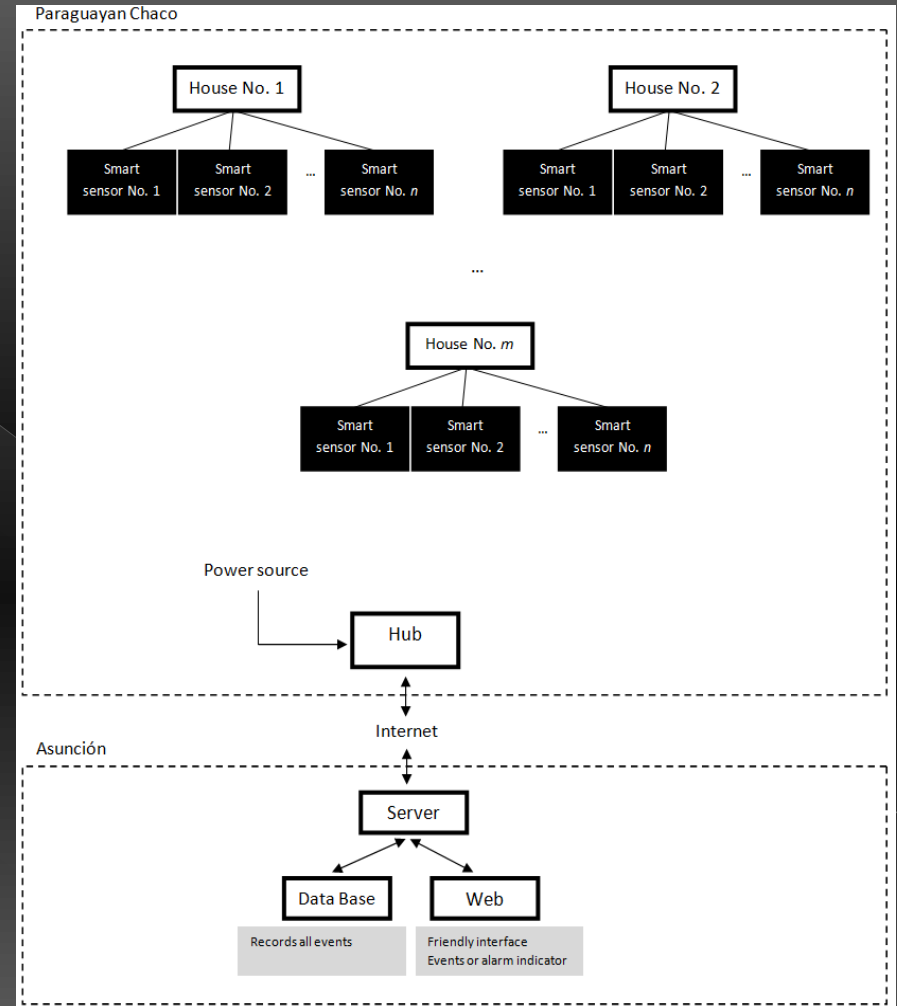 Paraguayan Chaco
House No. 1
House No. 2
Smart
sensor No. 1
Smart
sensor No. 2
...
Smart
sensor No. n
Smart
sensor No. 1
Smart
sensor No. 2
...
Smart
sensor No. n
...
House No. m
Smart
sensor No. 1
Smart
sensor No. 2
...
Smart
sensor No. n
Power source
Hub
Internet
Asunción
Server
Data Base
Web
Records all events
Friendly interface
Events or alarm indicator